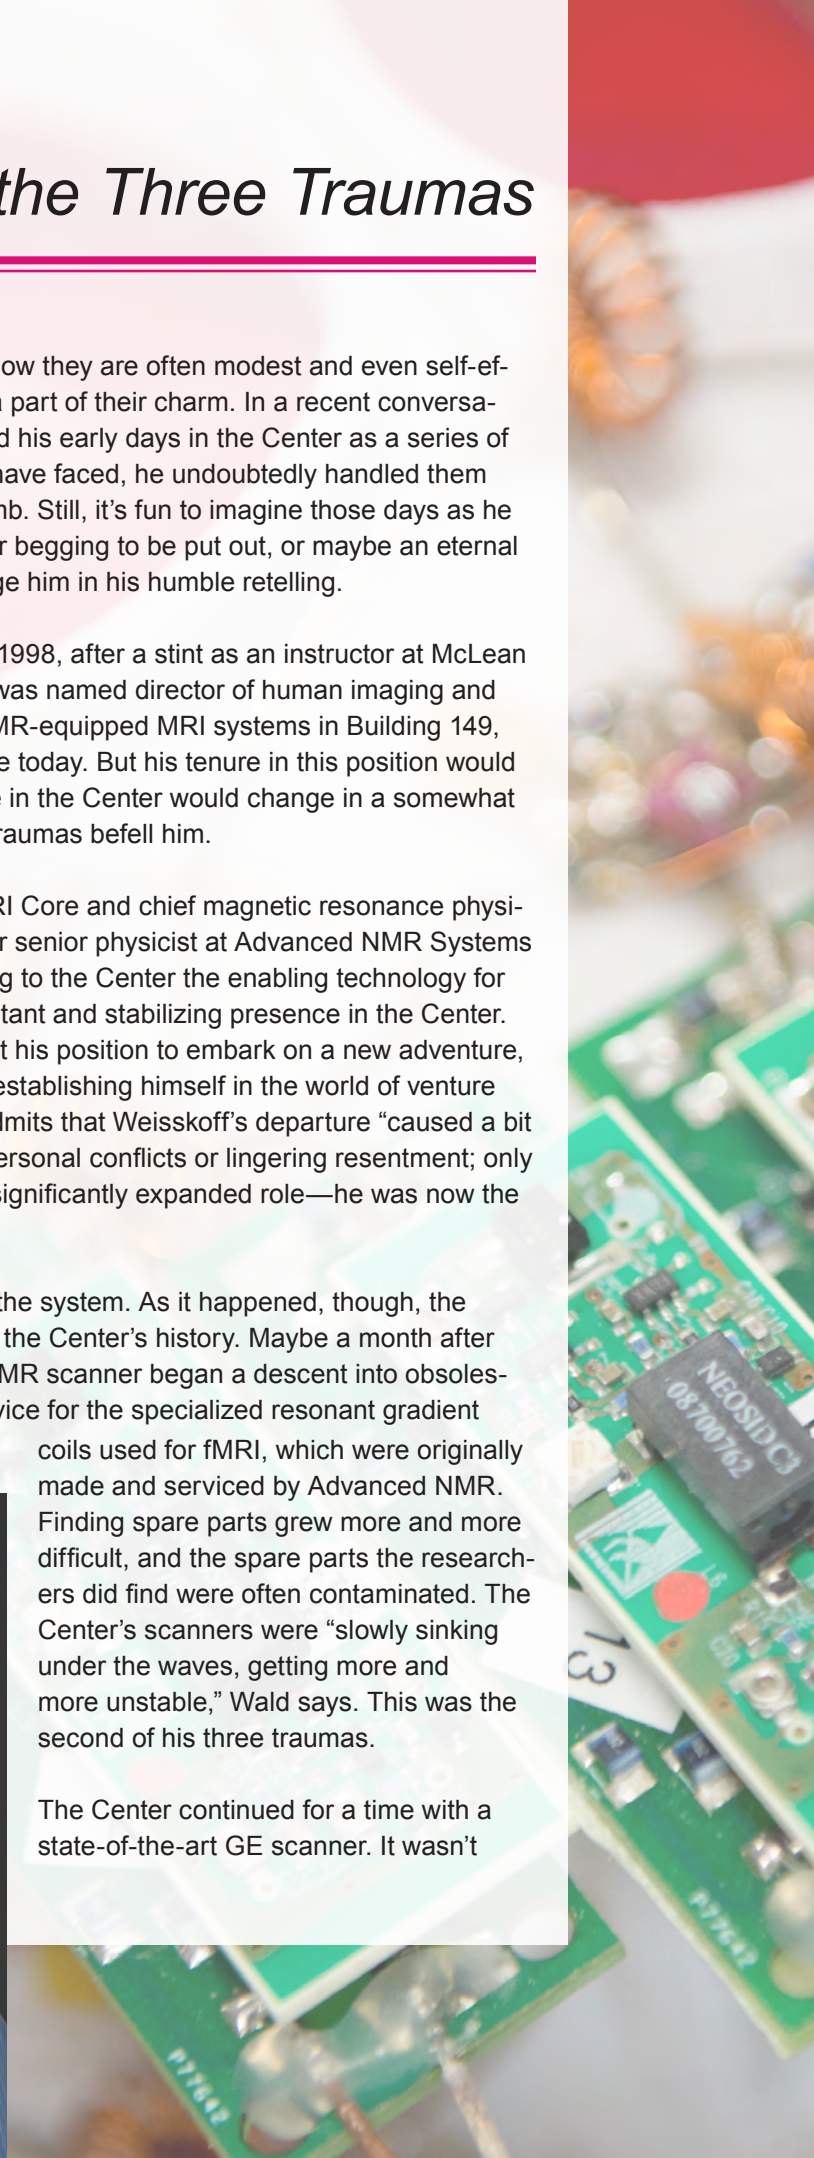 the Three Traumas
ow they are often modest and even self-ef-
part of their charm. In a recent conversa-
d his early days in the Center as a series of
have faced, he undoubtedly handled them
mb. Still, it’s fun to imagine those days as he
r begging to be put out, or maybe an eternal
ge him in his humble retelling.
1998, after a stint as an instructor at McLean
was named director of human imaging and
MR-equipped MRI systems in Building 149,
e today. But his tenure in this position would
e in the Center would change in a somewhat
raumas befell him.
RI Core and chief magnetic resonance physi-
r senior physicist at Advanced NMR Systems
g to the Center the enabling technology for
tant and stabilizing presence in the Center.
t his position to embark on a new adventure,
establishing himself in the world of venture
dmits that Weisskoff’s departure “caused a bit
ersonal conflicts or lingering resentment; only
significantly expanded role—he was now the
the system. As it happened, though, the
the Center’s history. Maybe a month after
MR scanner began a descent into obsoles-
vice for the specialized resonant gradient
coils used for fMRI, which were originally
made and serviced by Advanced NMR.
Finding spare parts grew more and more
difficult, and the spare parts the research-
ers did find were often contaminated. The
Center’s scanners were “slowly sinking
under the waves, getting more and
more unstable,” Wald says. This was the
second of his three traumas.
The Center continued for a time with a
state-of-the-art GE scanner. It wasn’t
NEOSID C3
08700762
L6
13
C20
P77642
P77642